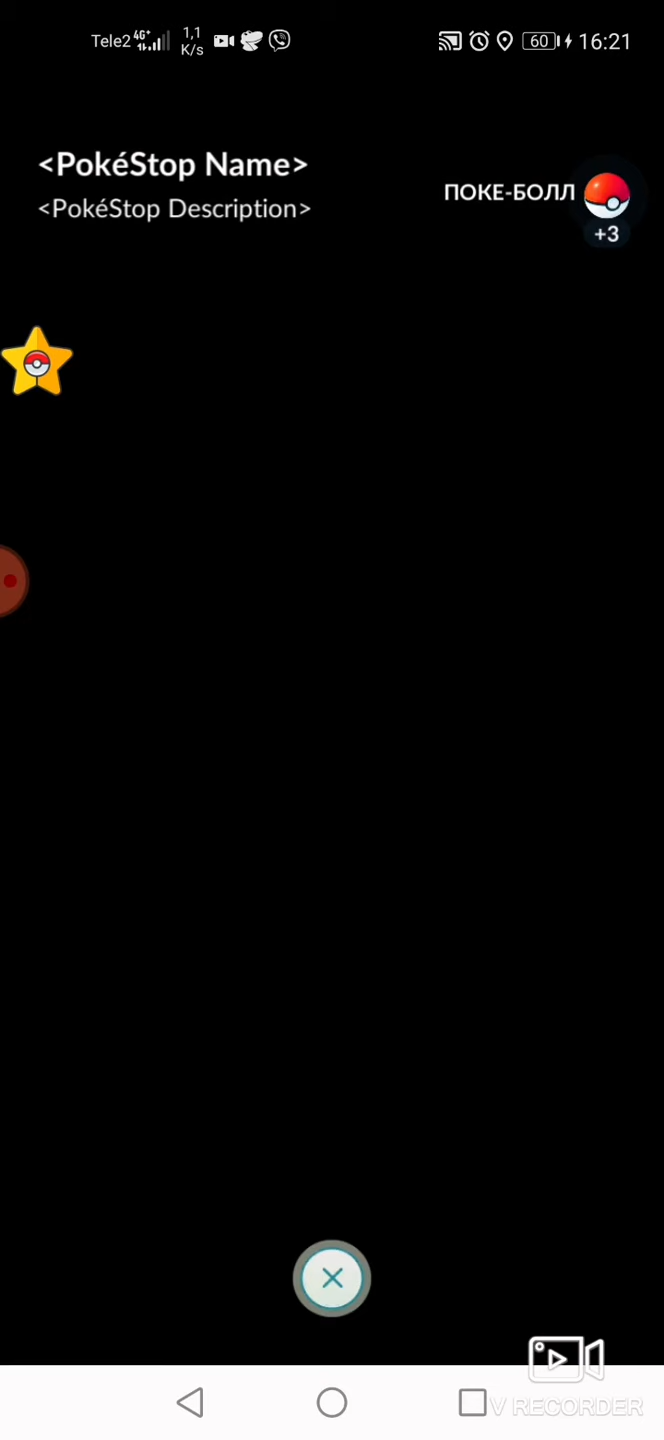 Tele2 4G+ 1,1 K/s 60 16:21
<PokéStop Name>
<PokéStop Description>
ПОКЕ-БОЛЛ
+3
V RECORDER